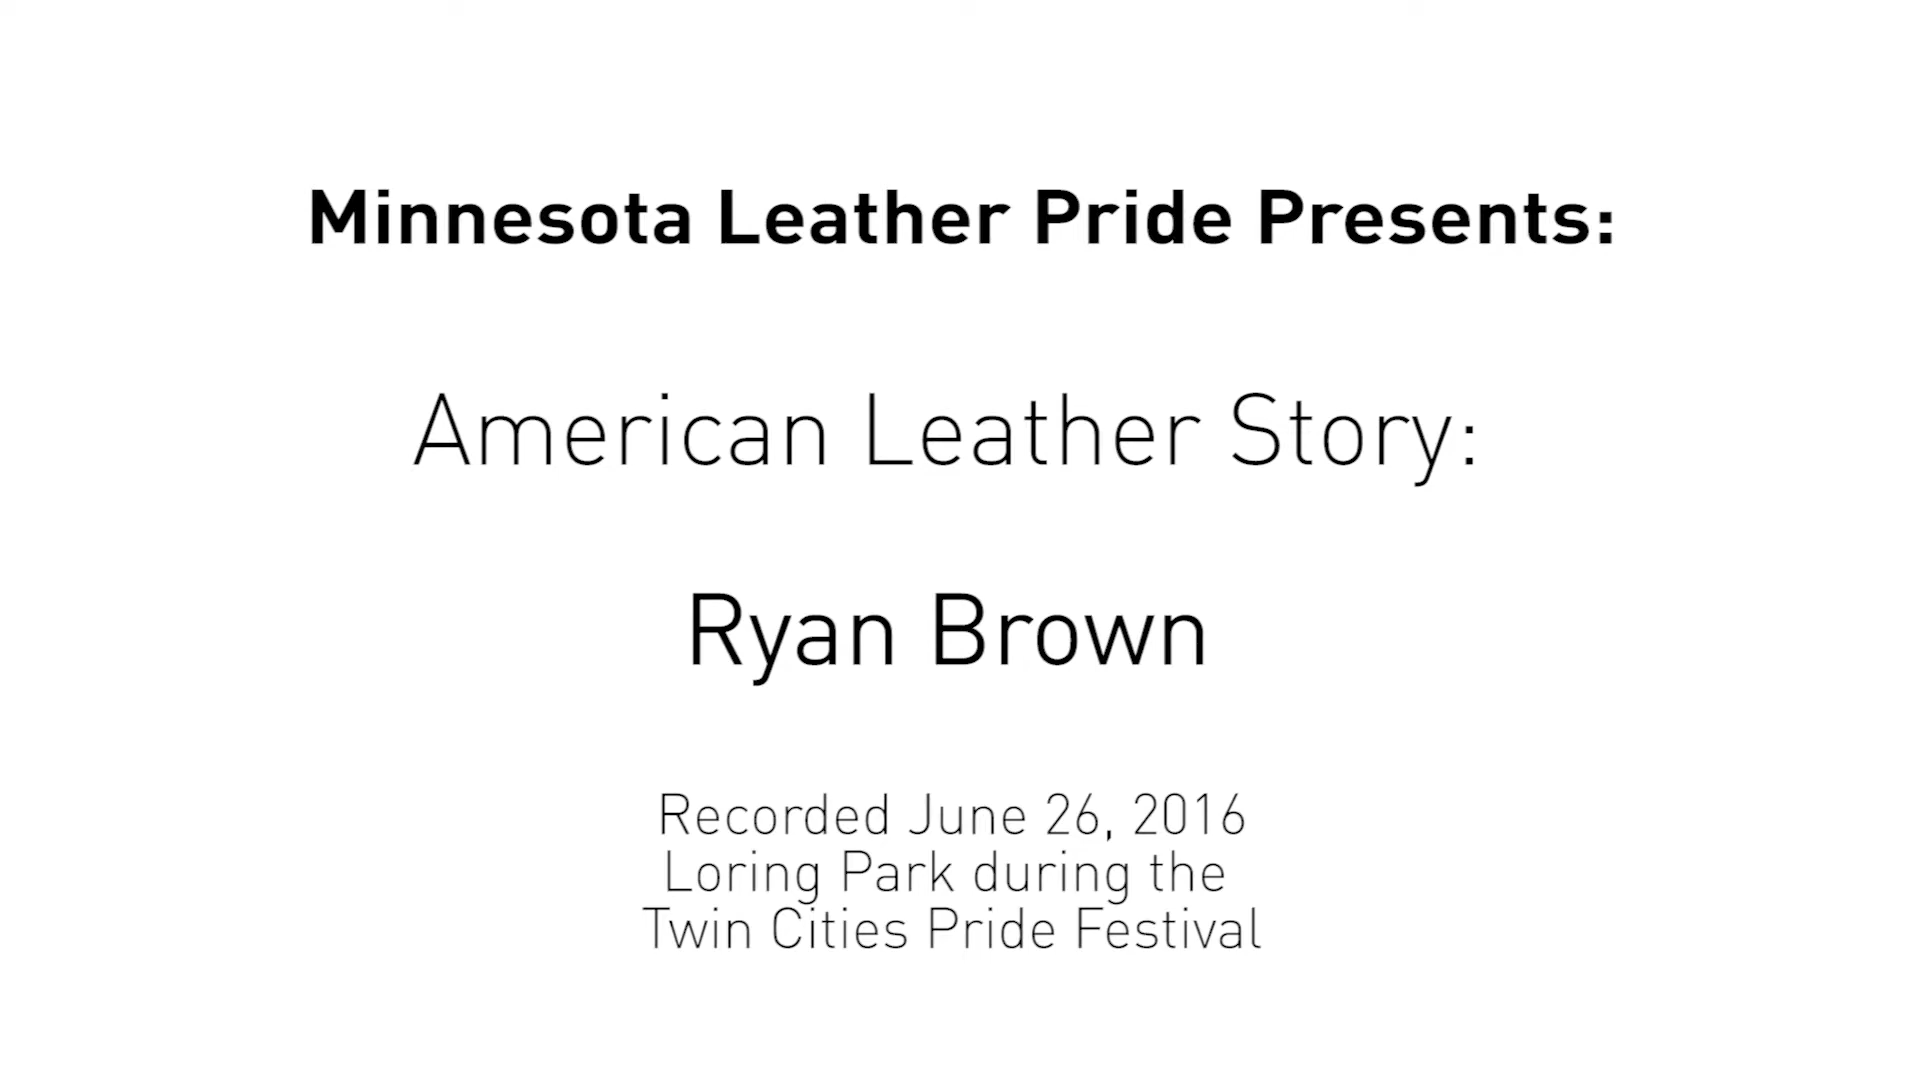 Minnesota Leather Pride Presents:
American Leather Story:
Ryan Brown
Recorded June 26, 2016
Loring Park during the
Twin Cities Pride Festival